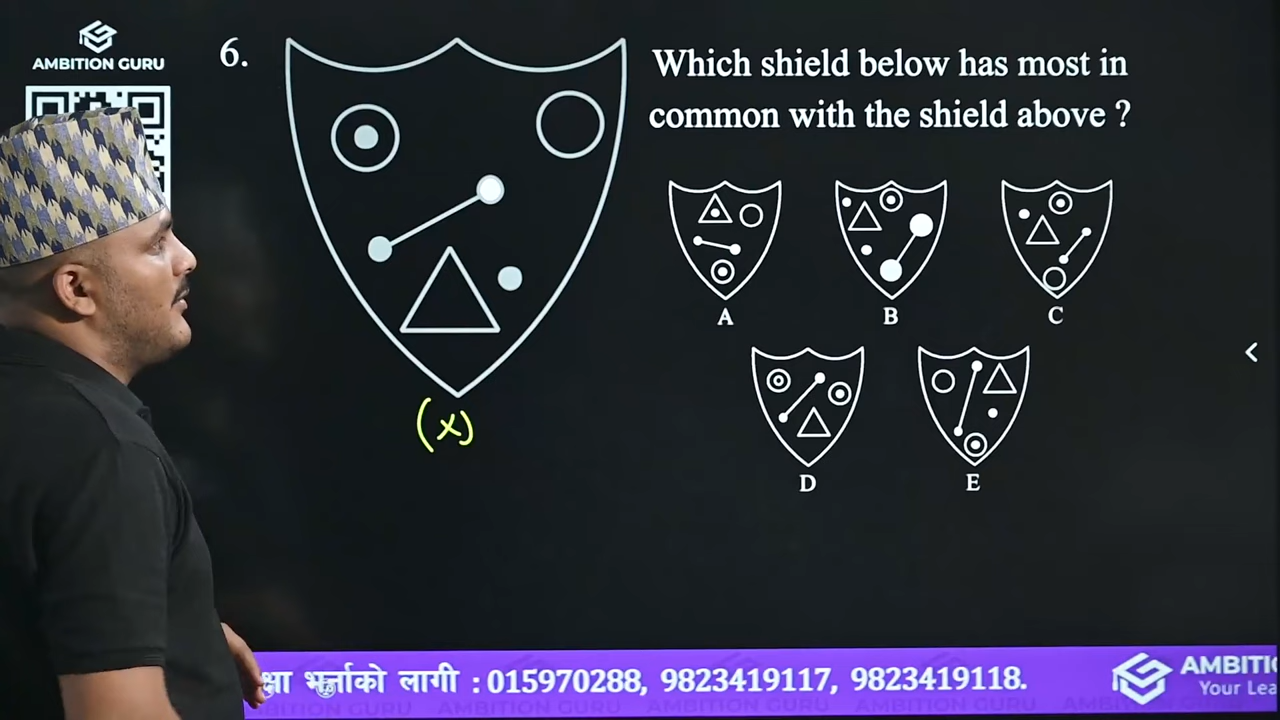 AMBITION GURU
6.
Which shield below has most in
common with the shield above ?
A
B
C
D
E
(x)
क्षा भर्नाको लागी : 015970288, 9823419117, 9823419118.
Your Lea